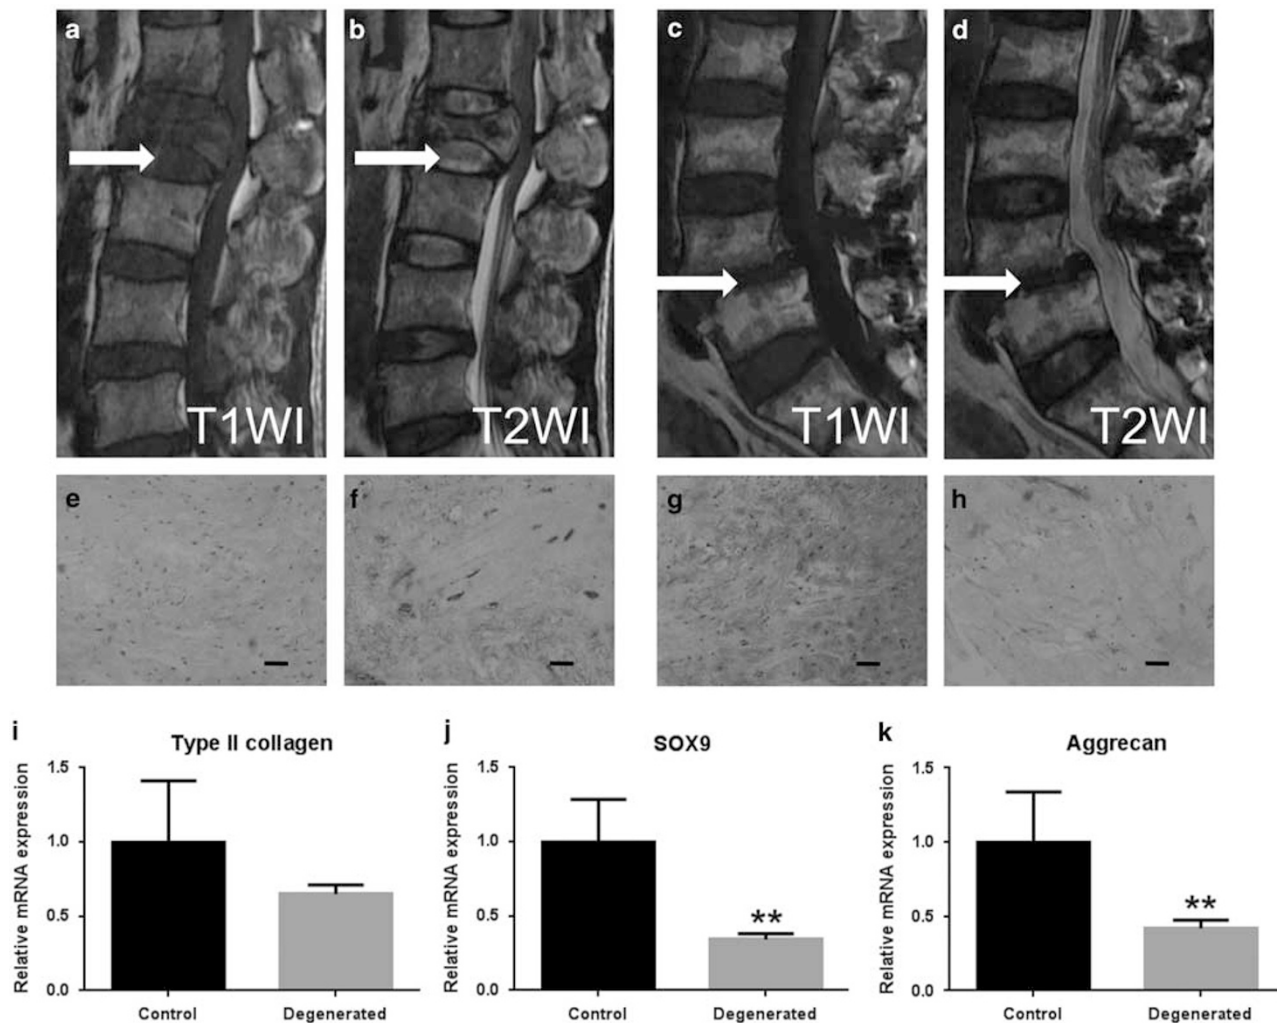 a b c d
T1WI T2WI T1WI T2WI
e f g h
i j k
Type II collagen SOX9 Aggrecan
Relative mRNA expression Relative mRNA expression Relative mRNA expression
1.5 1.5 1.5
1.0 1.0 1.0
** **
0.5 0.5 0.5
0.0 0.0 0.0
Control Degenerated Control Degenerated Control Degenerated